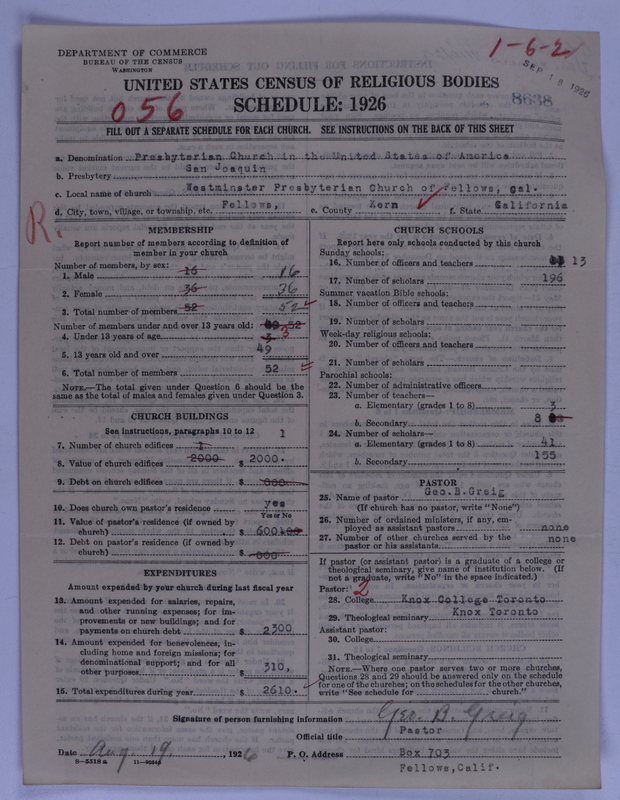 DEPARTMENT OF COMMERCE
BUREAU OF THE CENSUS
WASHINGTON
1-6-2
SEP 18 1926
8638
UNITED STATES CENSUS OF RELIGIOUS BODIES
056
SCHEDULE: 1926
FILL OUT A SEPARATE SCHEDULE FOR EACH CHURCH. SEE INSTRUCTIONS ON THE BACK OF THIS SHEET
a. Denomination Presbyterian Church in the United States of America
b. Presbytery San Joaquin
c. Local name of church Westminster Presbyterian Church of Fellows, Cal.
d. City, town, village, or township, etc. Fellows, e. County Kern f. State California
R.
MEMBERSHIP
Report number of members according to definition of member in your church
Number of members, by sex:
1. Male 16 16
2. Female 36 36
3. Total number of members 52 52
Number of members under and over 13 years old: 52
4. Under 13 years of age 3 3
5. 13 years old and over 49
6. Total number of members 52
NOTE.—The total given under Question 6 should be the same as the total of males and females given under Question 3.
CHURCH BUILDINGS
See instructions, paragraphs 10 to 12
7. Number of church edifices 1 1
8. Value of church edifices 2000 $ 2000.
9. Debt on church edifices $ 000
10. Does church own pastor's residence yes
Yes or No
11. Value of pastor's residence (if owned by church) $ 600
12. Debt on pastor's residence (if owned by church) $ 000
EXPENDITURES
Amount expended by your church during last fiscal year
13. Amount expended for salaries, repairs, and other running expenses; for improvements or new buildings; and for payments on church debt $ 2300
14. Amount expended for benevolences, including home and foreign missions; for denominational support; and for all other purposes $ 310.
15. Total expenditures during year $ 2610.
CHURCH SCHOOLS
Report here only schools conducted by this church
Sunday schools:
16. Number of officers and teachers 13
17. Number of scholars 196
Summer vacation Bible schools:
18. Number of officers and teachers
19. Number of scholars
Week-day religious schools:
20. Number of officers and teachers
21. Number of scholars
Parochial schools:
22. Number of administrative officers
23. Number of teachers—
a. Elementary (grades 1 to 8) 3
b. Secondary 8
24. Number of scholars—
a. Elementary (grades 1 to 8) 41
b. Secondary 155
PASTOR
25. Name of pastor Geo.B.Greig
(If church has no pastor, write "None")
26. Number of ordained ministers, if any, employed as assistant pastors none
27. Number of other churches served by the pastor or his assistants none
If pastor (or assistant pastor) is a graduate of a college or theological seminary, give name of institution below. (If not a graduate, write "No" in the space indicated.)
Pastor: 2
28. College Knox College Toronto
29. Theological seminary Knox Toronto
Assistant pastor:
30. College
31. Theological seminary
NOTE.—Where one pastor serves two or more churches, Questions 28 and 29 should be answered only on the schedule for one of the churches; on the schedules for the other churches, write "See schedule for church."
Signature of person furnishing information Geo. B. Greig
Official title Pastor
Date Aug 19, 1926 P. O. Address Box 703
Fellows,Calif.
8—5318a